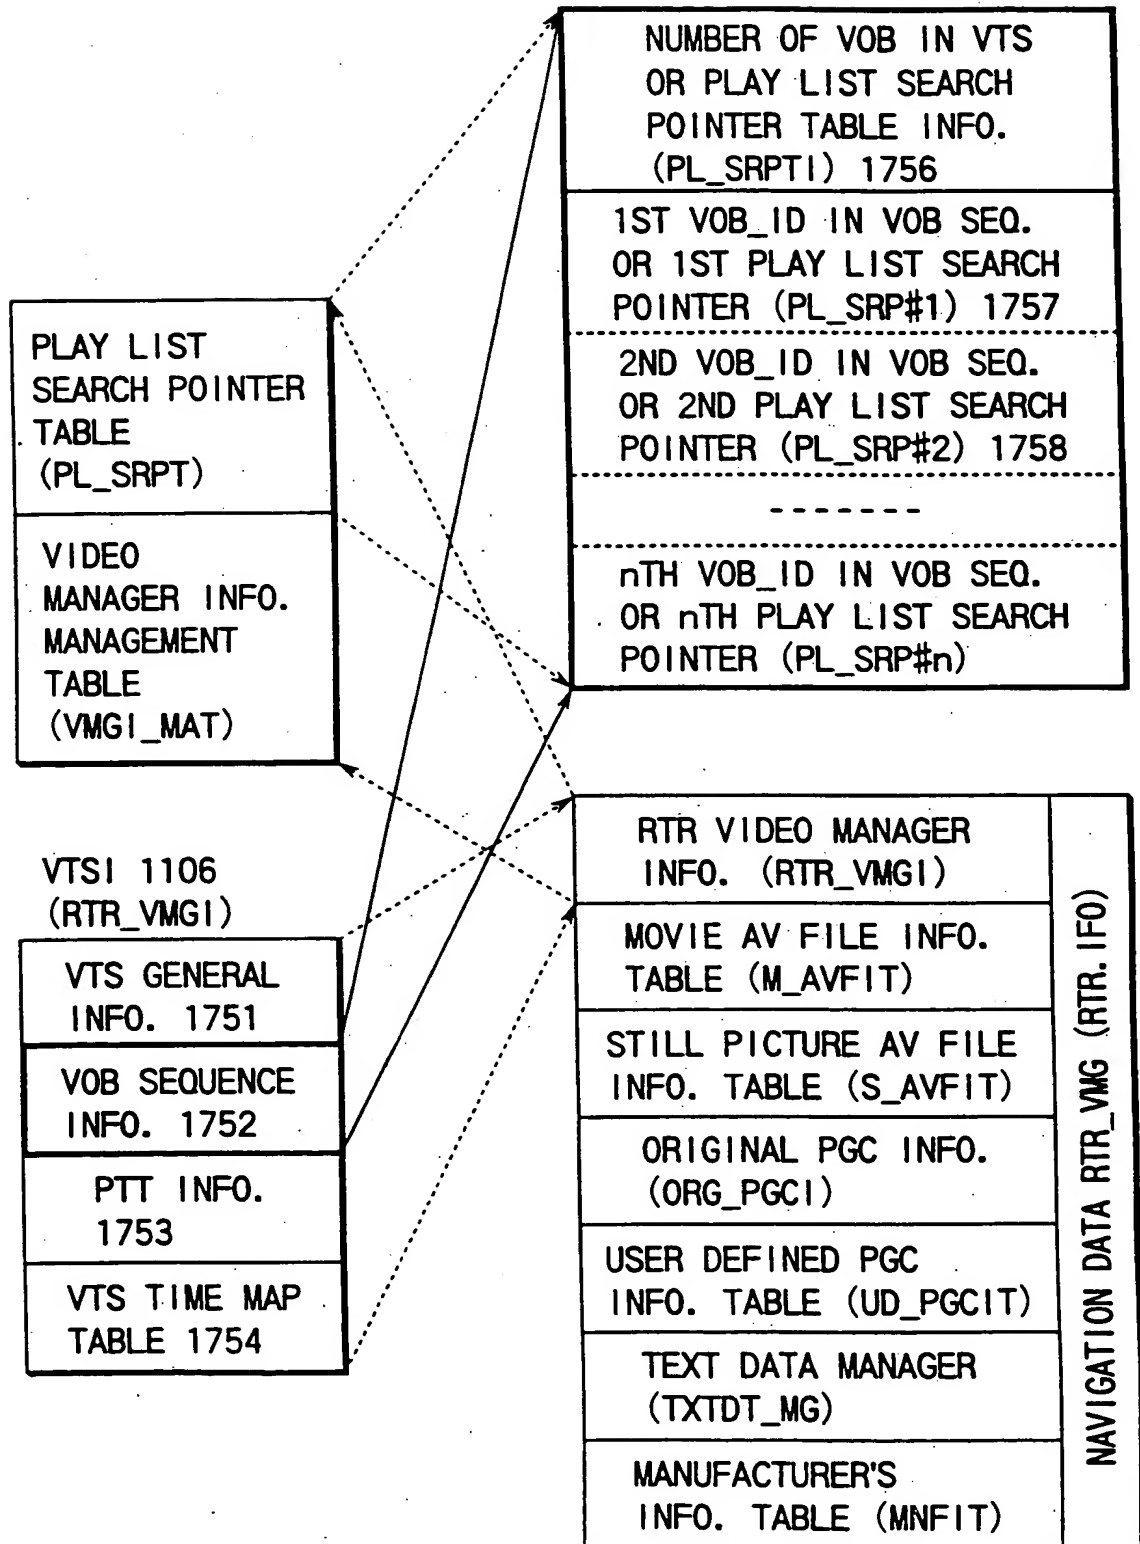 NUMBER OF VOB IN VTS
OR PLAY LIST SEARCH
POINTER TABLE INFO.
(PL_SRPTI) 1756
1ST VOB_ID IN VOB SEQ.
OR 1ST PLAY LIST SEARCH
POINTER (PL_SRP#1) 1757
2ND VOB_ID IN VOB SEQ.
OR 2ND PLAY LIST SEARCH
POINTER (PL_SRP#2) 1758
-------
nTH VOB_ID IN VOB SEQ.
OR nTH PLAY LIST SEARCH
POINTER (PL_SRP#n)
PLAY LIST
SEARCH POINTER
TABLE
(PL_SRPT)
VIDEO
MANAGER INFO.
MANAGEMENT
TABLE
(VMGI_MAT)
VTSI 1106
(RTR_VMGI)
VTS GENERAL
INFO. 1751
VOB SEQUENCE
INFO. 1752
PTT INFO.
1753
VTS TIME MAP
TABLE 1754
RTR VIDEO MANAGER
INFO. (RTR_VMGI)
MOVIE AV FILE INFO.
TABLE (M_AVFIT)
STILL PICTURE AV FILE
INFO. TABLE (S_AVFIT)
ORIGINAL PGC INFO.
(ORG_PGCI)
USER DEFINED PGC
INFO. TABLE (UD_PGCIT)
TEXT DATA MANAGER
(TXTDT_MG)
MANUFACTURER'S
INFO. TABLE (MNFIT)
NAVIGATION DATA RTR_VMG (RTR.IFO)